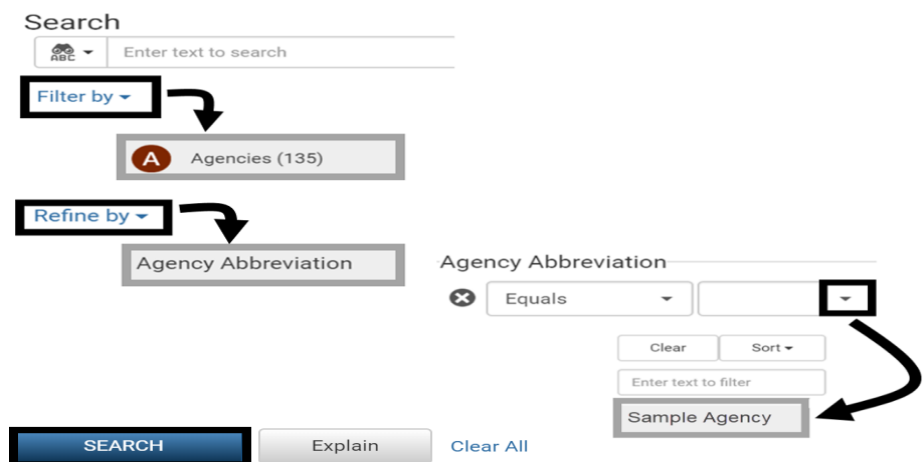 Search
ABC Enter text to search
Filter by
A Agencies (135)
Refine by
Agency Abbreviation
Agency Abbreviation
Equals
Clear Sort
Enter text to filter
Sample Agency
SEARCH Explain Clear All